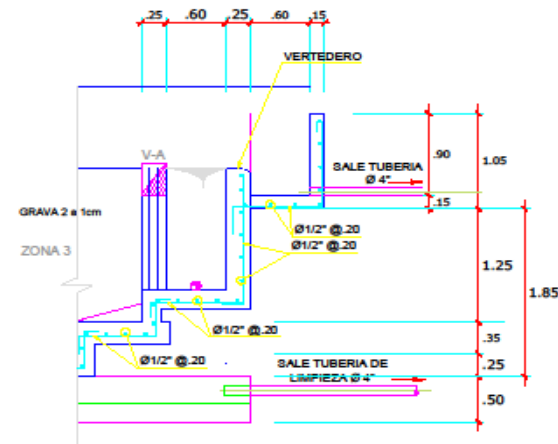 .25 .60 .25 .60 .15
VERTEDERO
V-A
.90
1.05
SALE TUBERIA
Ø 4"
.15
GRAVA 2 a 1cm
Ø1/2" @.20
ZONA 3
Ø1/2" @.20
1.25
1.85
Ø1/2" @.20
.35
Ø1/2" @.20
SALE TUBERIA DE
LIMPIEZA Ø 4"
.25
.50